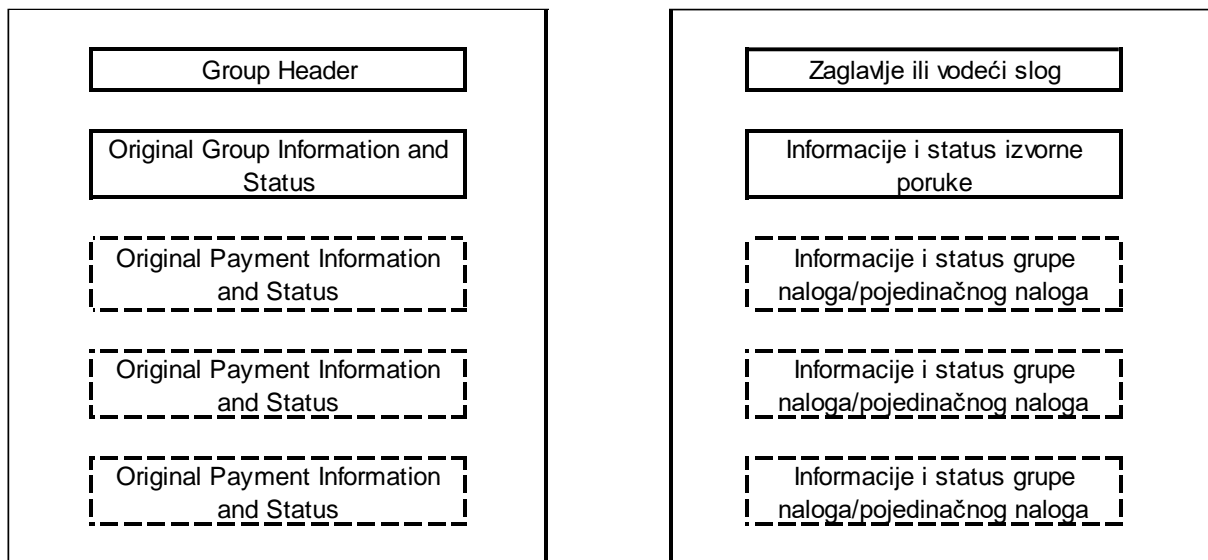 Group Header
Original Group Information and
Status
Original Payment Information
and Status
Original Payment Information
and Status
Original Payment Information
and Status
Zaglavlje ili vodeći slog
Informacije i status izvorne
poruke
Informacije i status grupe
naloga/pojedinačnog naloga
Informacije i status grupe
naloga/pojedinačnog naloga
Informacije i status grupe
naloga/pojedinačnog naloga